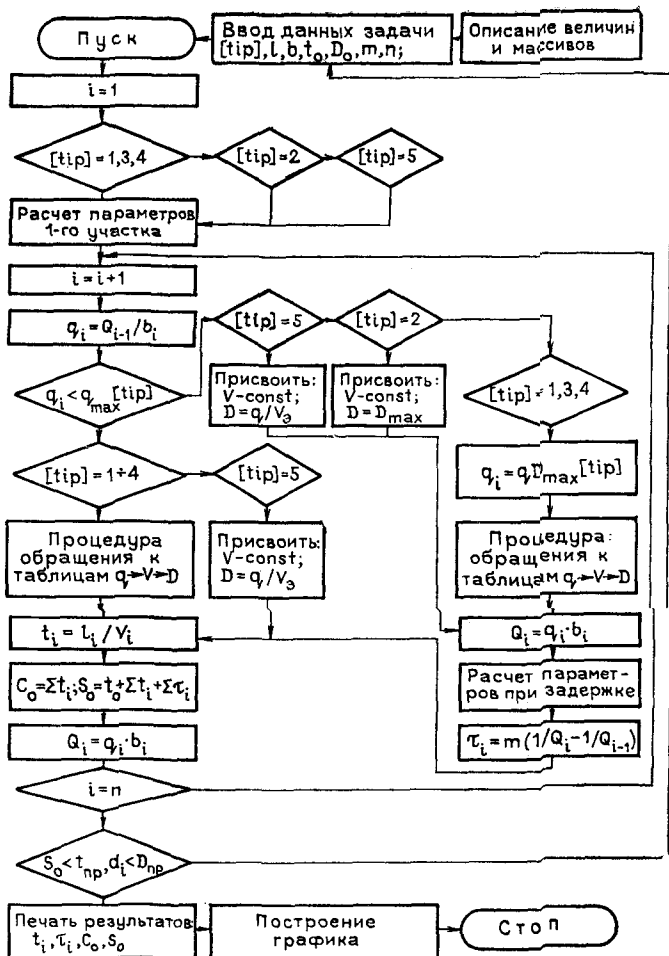 Пуск
Ввод данных задачи
[tip], l, b, t₀, D₀, m, n;
Описание величин
и массивов
i=1
[tip]=1,3,4
[tip]=2
[tip]=5
Расчет параметров
1-го участка
i=i+1
qᵢ=Qᵢ₋₁/bᵢ
[tip]=5
[tip]=2
qᵢ<q_max[tip]
Присвоить:
V-const;
D=q/Vэ
Присвоить:
V-const;
D=D_max
[tip]=1,3,4
[tip]=1÷4
[tip]=5
qᵢ=qD_max[tip]
Процедура
обращения к
таблицам q→V→D
Присвоить:
V-const;
D=q/Vэ
Процедура:
обращения к
таблицам q→V→D
tᵢ=lᵢ/Vᵢ
Qᵢ=qᵢ·bᵢ
C₀=Σtᵢ;S₀=t₀+Σtᵢ+Στᵢ
Расчет парамет-
ров при задержке
Qᵢ=qᵢ·bᵢ
τᵢ=m(1/Qᵢ-1/Qᵢ₋₁)
i=n
S₀<tпр,dᵢ<Dпр
Печать результатов
tᵢ,τᵢ,C₀,S₀
Построение
графика
Стоп